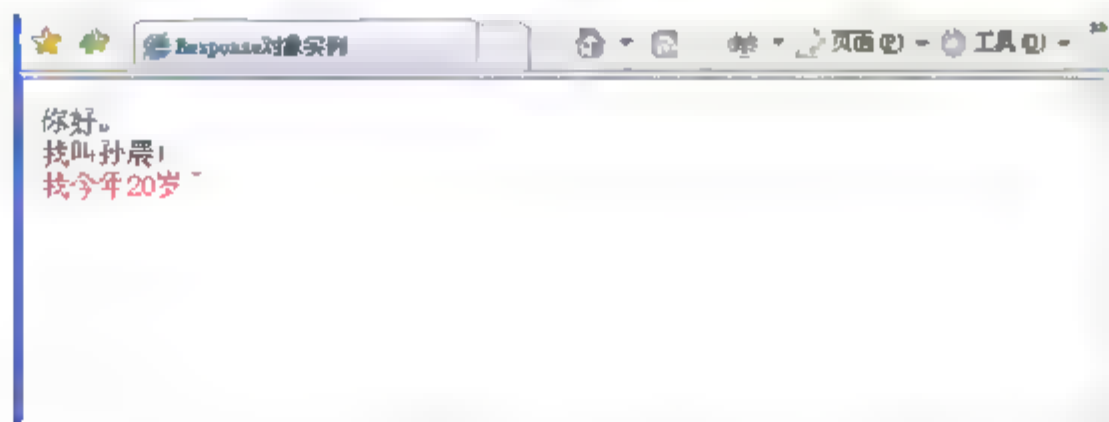 Response对象实例
页面(P)
工具(O)
你好。
我叫孙晨!
我今年20岁